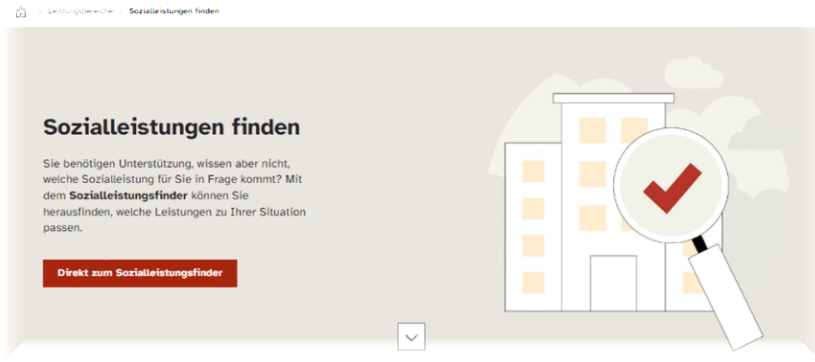 Leistungsbereiche
Sozialleistungen finden
Sozialleistungen finden
Sie benötigen Unterstützung, wissen aber nicht,
welche Sozialleistung für Sie in Frage kommt? Mit
dem Sozialleistungsfinder können Sie
herausfinden, welche Leistungen zu Ihrer Situation
passen.
Direkt zum Sozialleistungsfinder